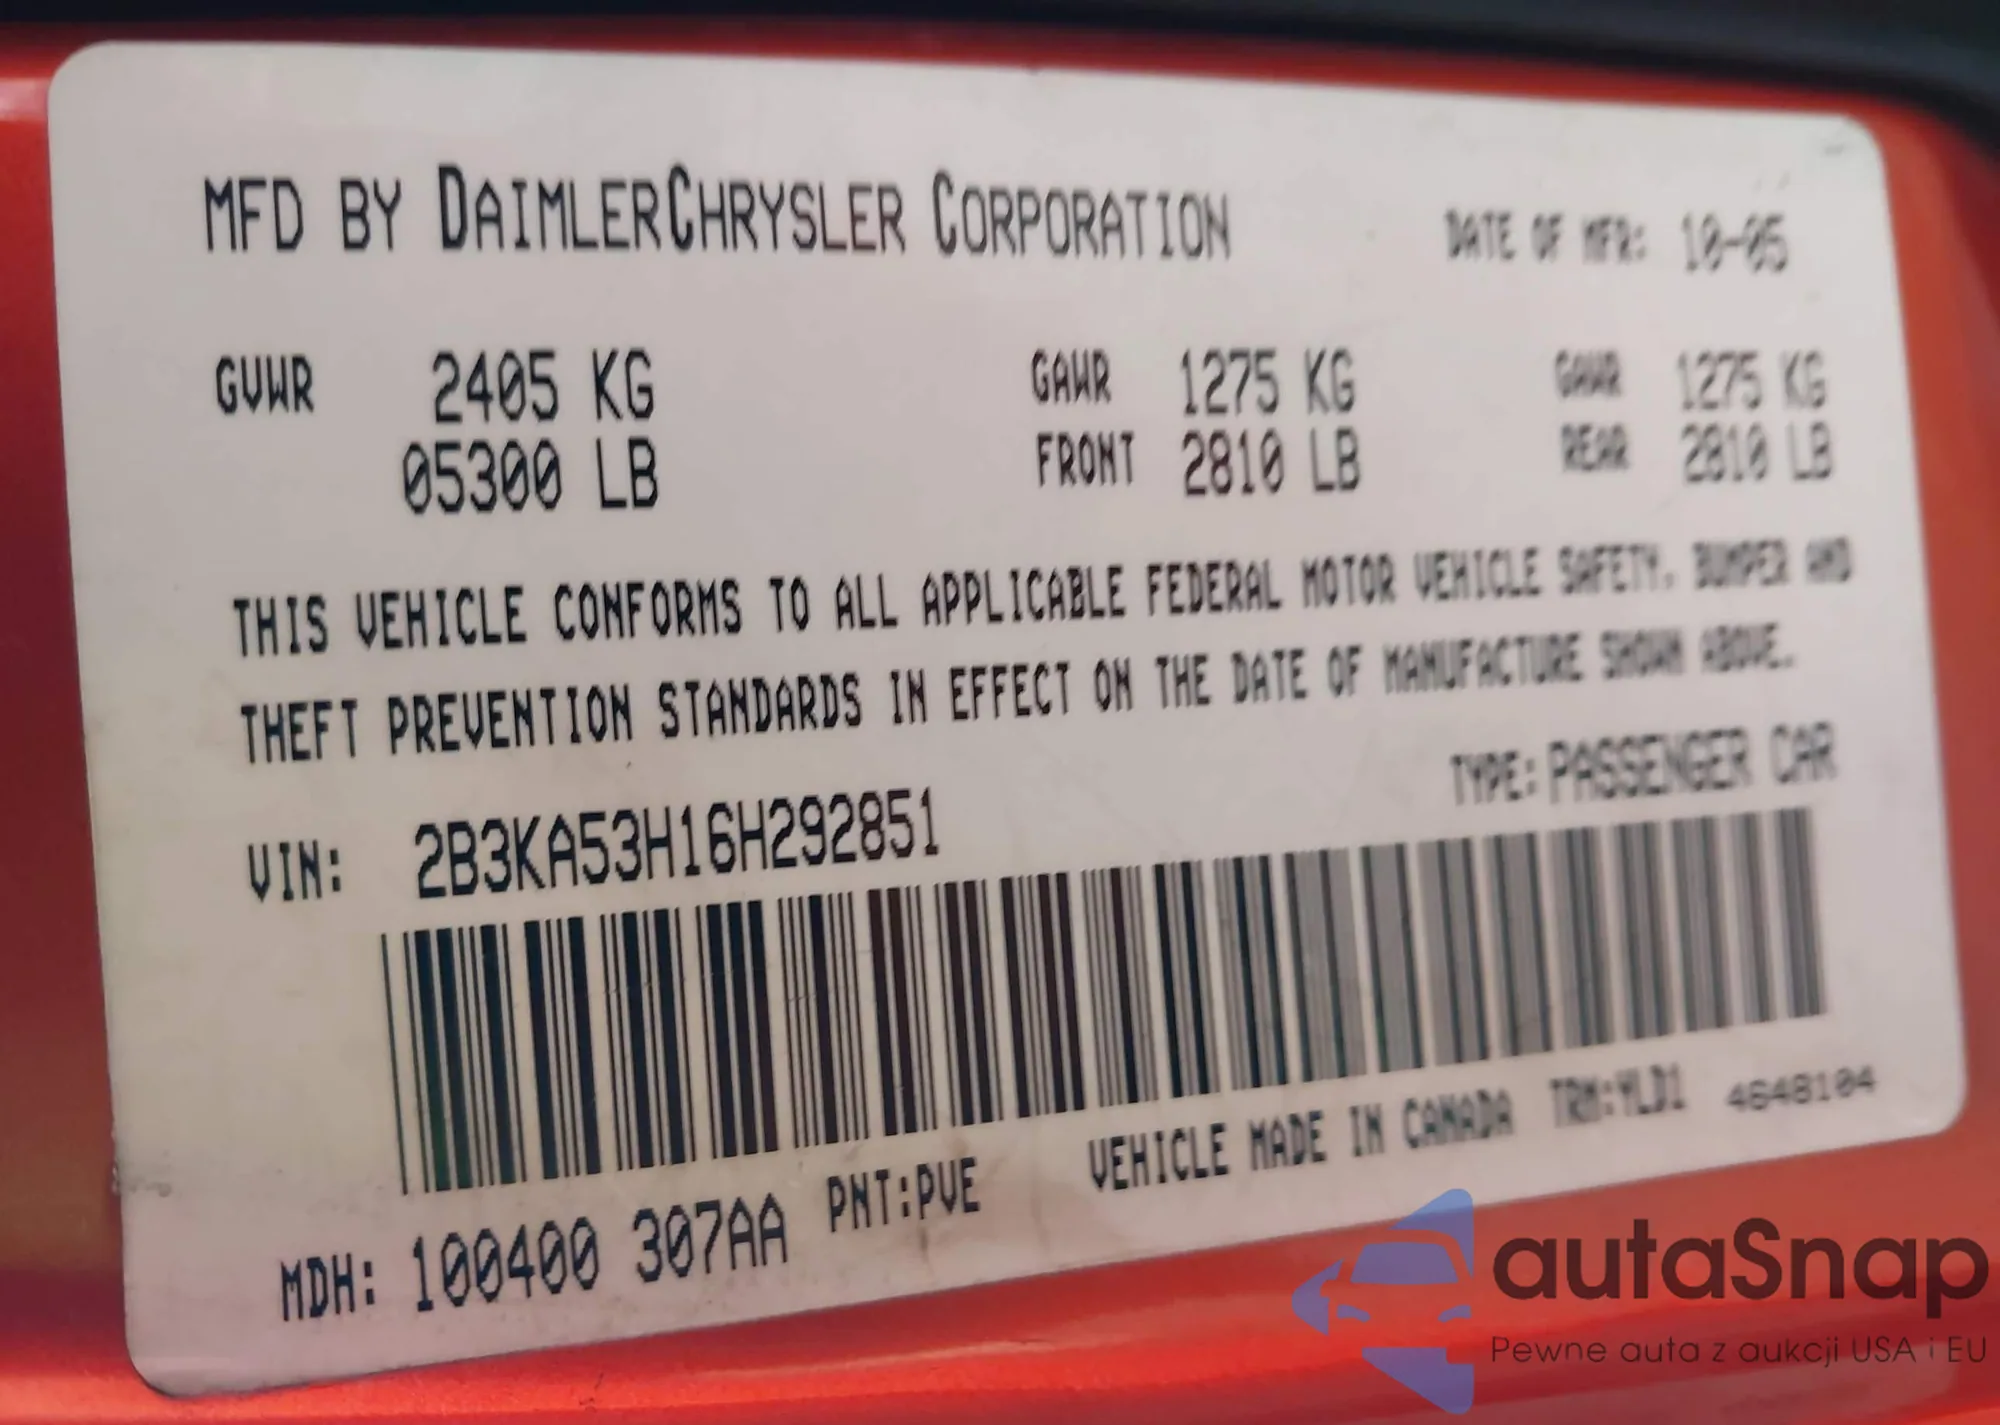 MFD BY DAIMLERCHRYSLER CORPORATION DATE OF MFR: 10-05
GVWR 2405 KG GAWR 1275 KG GAWR 1275 KG
05300 LB FRONT 2810 LB REAR 2810 LB
THIS VEHICLE CONFORMS TO ALL APPLICABLE FEDERAL MOTOR VEHICLE SAFETY, BUMPER AND
THEFT PREVENTION STANDARDS IN EFFECT ON THE DATE OF MANUFACTURE SHOWN ABOVE.
TYPE: PASSENGER CAR
VIN: 2B3KA53H16H292851
VEHICLE MADE IN CANADA TRM:YLD1 4648104
MDH: 100400 307AA PNT:PVE
autaSnap
Pewne auta z aukcji USA i EU